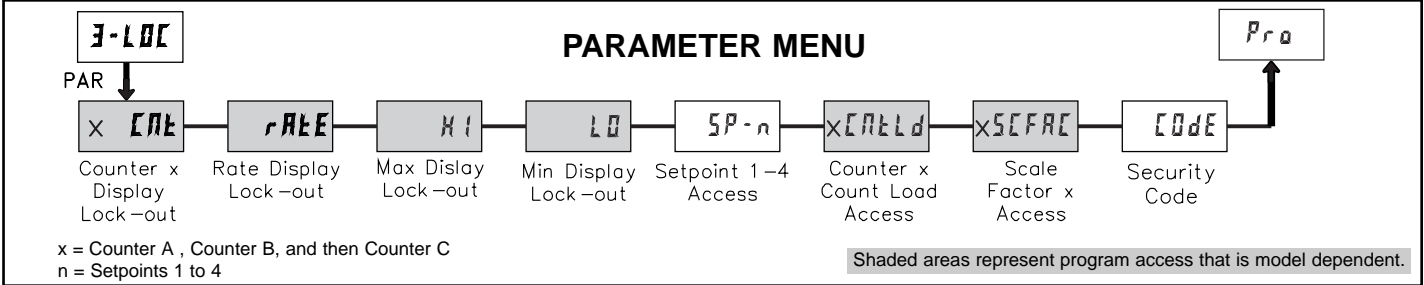 3-LOC
PARAMETER MENU
Pro
PAR
x CNt
rAtE
HI
LO
SP-n
xCNtLd
xSCFAC
COdE
Counter x
Display
Lock-out
Rate Display
Lock-out
Max Dislay
Lock-out
Min Display
Lock-out
Setpoint 1-4
Access
Counter x
Count Load
Access
Scale
Factor x
Access
Security
Code
x = Counter A , Counter B, and then Counter C
n = Setpoints 1 to 4
Shaded areas represent program access that is model dependent.